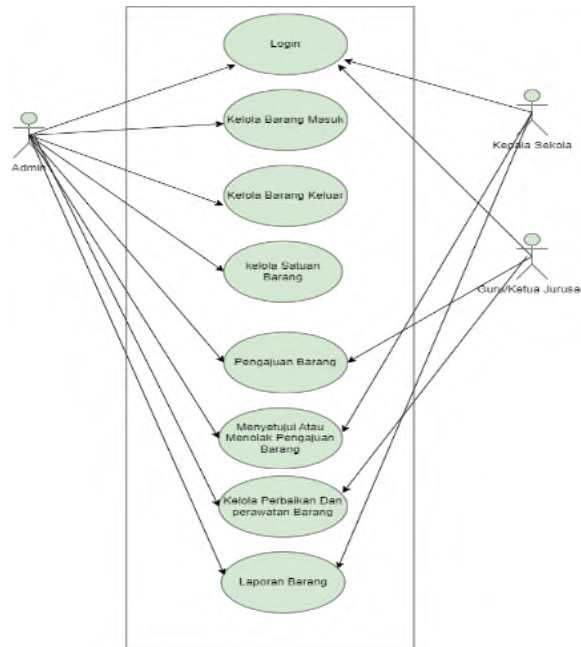 Login
Kelola Barang Masuk
Admin
Kepala Sekola
Kelola Barang Keluar
kelola Satuan
Barang
Guru/Ketua Jurusan
Pengajuan Barang
Menyetujui Atau
Menolak Pengajuan
Barang
Kelola Perbaikan Dan
perawatan Barang
Laporan Barang